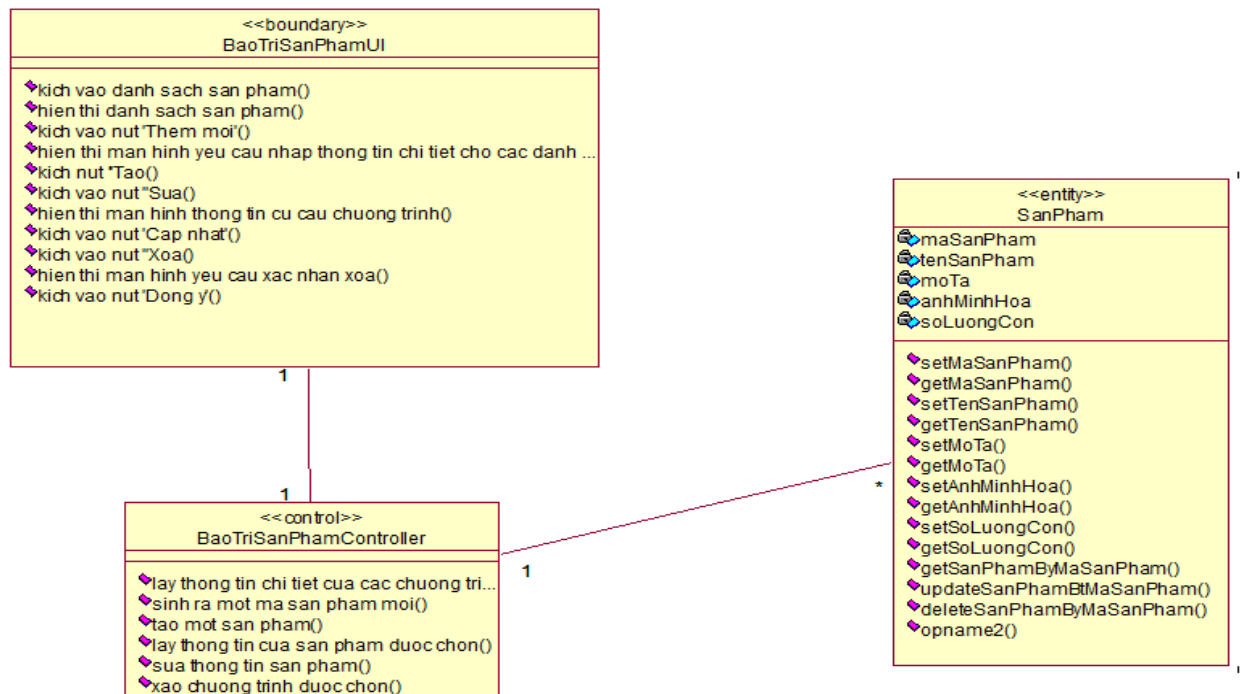 <<boundary>>
BaoTriSanPhamUI
kich vao danh sach san pham()
hien thi danh sach san pham()
kich vao nut 'Them moi'()
hien thi man hinh yeu cau nhap thong tin chi tiet cho cac danh ...
kich nut "Tao()
kich vao nut "Sua()
hien thi man hinh thong tin cu cau chuong trinh()
kich vao nut 'Cap nhat'()
kich vao nut "Xoa()
hien thi man hinh yeu cau xac nhan xoa()
kich vao nut 'Dong y'()
1
1
<<control>>
BaoTriSanPhamController
lay thong tin chi tiet cua cac chuong tri...
sinh ra mot ma san pham moi()
tao mot san pham()
lay thong tin cua san pham duoc chon()
sua thong tin san pham()
xao chuong trinh duoc chon()
1
*
<<entity>>
SanPham
maSanPham
tenSanPham
moTa
anhMinhHoa
soLuongCon
setMaSanPham()
getMaSanPham()
setTenSanPham()
getTenSanPham()
setMoTa()
getMoTa()
setAnhMinhHoa()
getAnhMinhHoa()
setSoLuongCon()
getSoLuongCon()
getSanPhamByMaSanPham()
updateSanPhamBtMaSanPham()
deleteSanPhamByMaSanPham()
opname2()